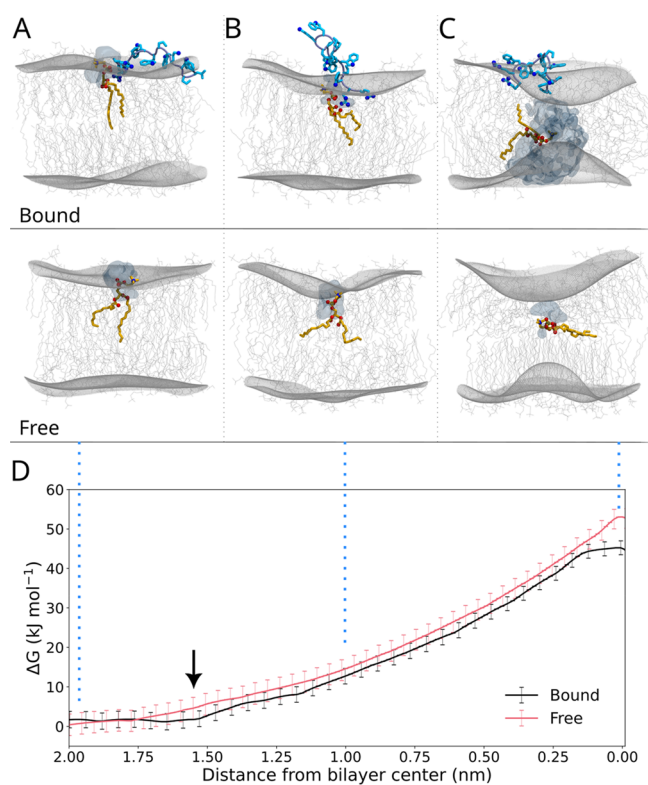 A B C
Bound
Free
D
60
50
40
30
20
10
0
ΔG (kJ mol⁻¹)
Bound
Free
2.00 1.75 1.50 1.25 1.00 0.75 0.50 0.25 0.00
Distance from bilayer center (nm)